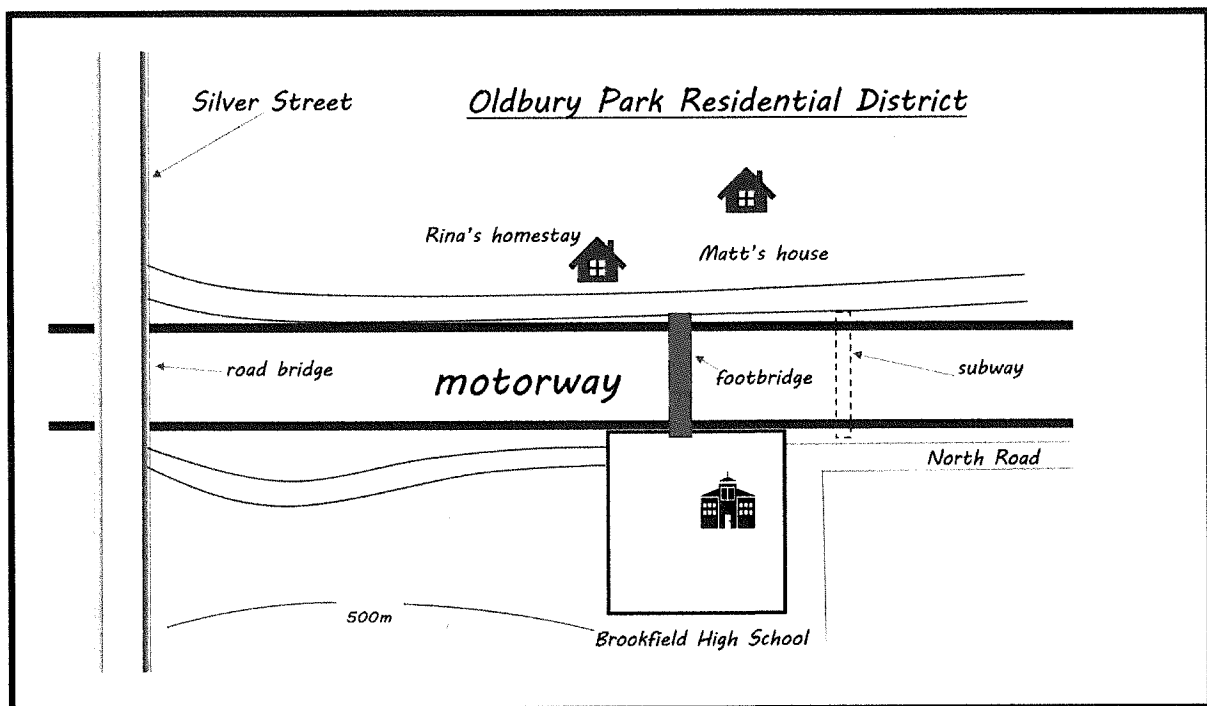 Silver Street
Oldbury Park Residential District
Rina's homestay
Matt's house
road bridge
motorway
footbridge
subway
North Road
500m
Brookfield High School